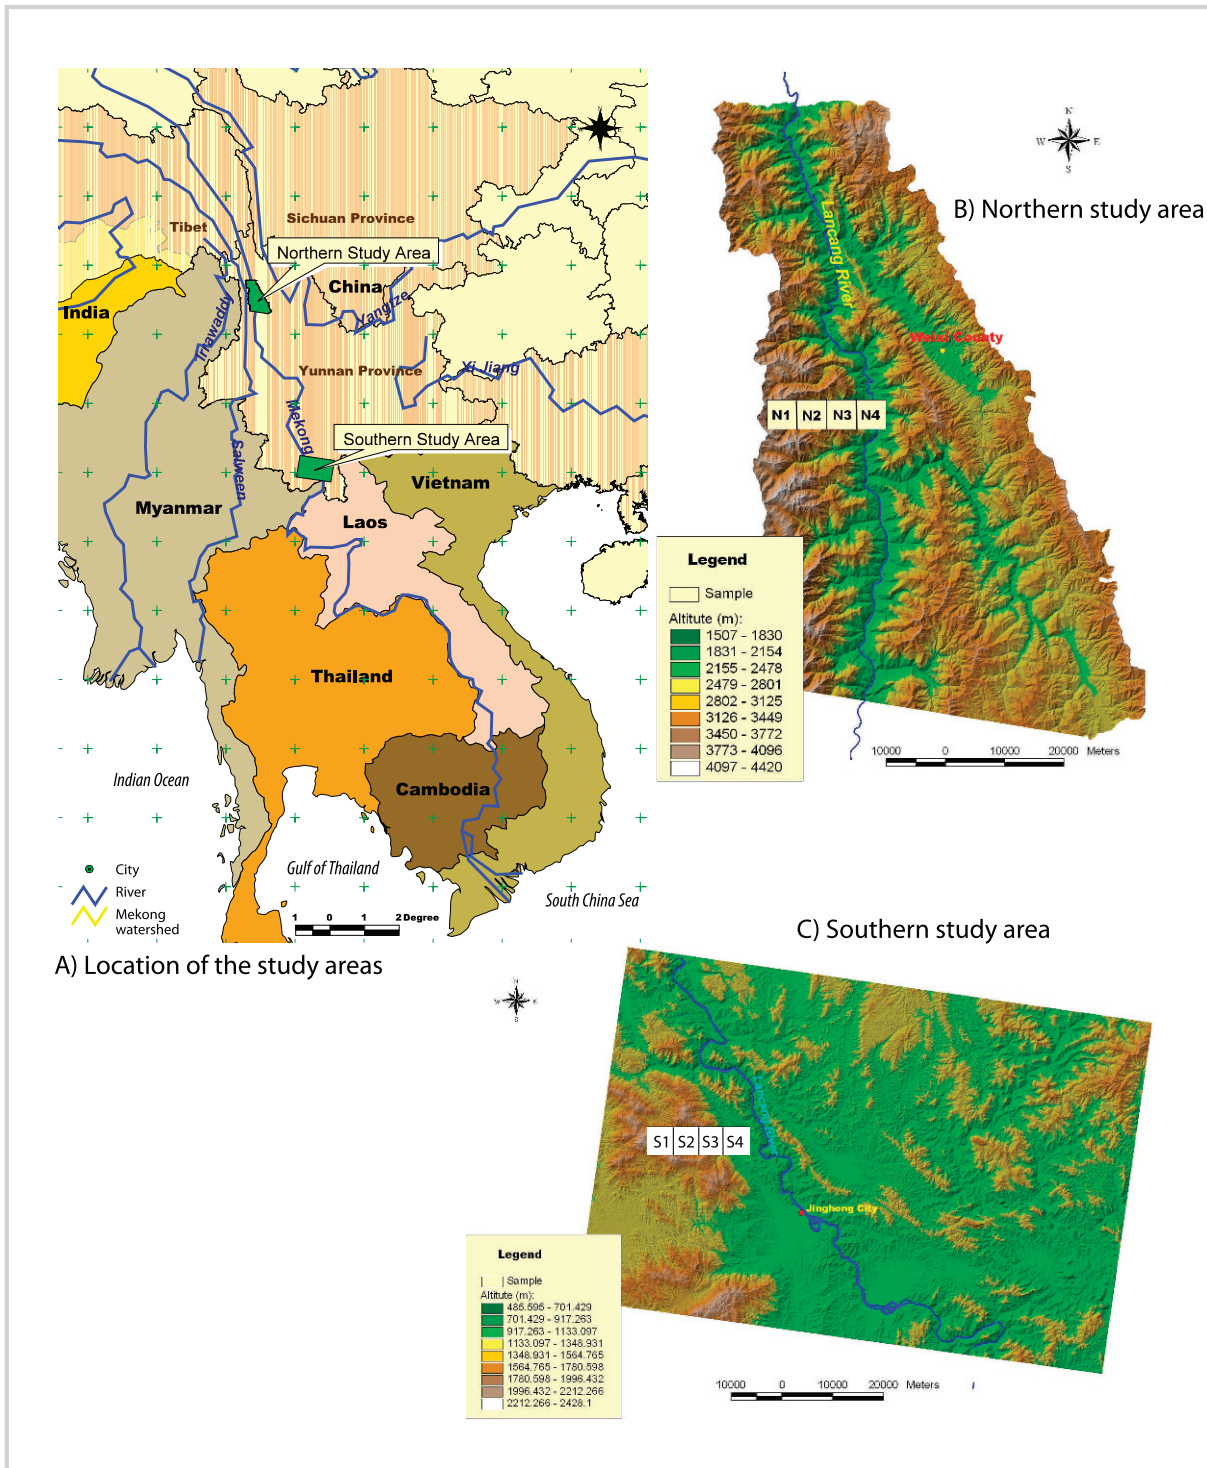 Sichuan Province
Tibet
Northern Study Area
China
India
Yangtze
Irrawaddy
Yunnan Province
Xi Jiang
Mekong
Southern Study Area
Salween
Vietnam
Myanmar
Laos
Thailand
Indian Ocean
Cambodia
Gulf of Thailand
South China Sea
City
River
Mekong
watershed
1 0 1 2 Degree
A) Location of the study areas
N
W E
S
B) Northern study area
Lancang River
Weixi County
N1 N2 N3 N4
Legend
Sample
Altitute (m):
1507 - 1830
1831 - 2154
2155 - 2478
2479 - 2801
2802 - 3125
3126 - 3449
3450 - 3772
3773 - 4096
4097 - 4420
10000 0 10000 20000 Meters
C) Southern study area
N
W E
S
S1 S2 S3 S4
Jinghong City
Legend
Sample
Altitute (m):
485.595 - 701.429
701.429 - 917.263
917.263 - 1133.097
1133.097 - 1348.931
1348.931 - 1564.765
1564.765 - 1780.598
1780.598 - 1996.432
1996.432 - 2212.266
2212.266 - 2428.1
10000 0 10000 20000 Meters